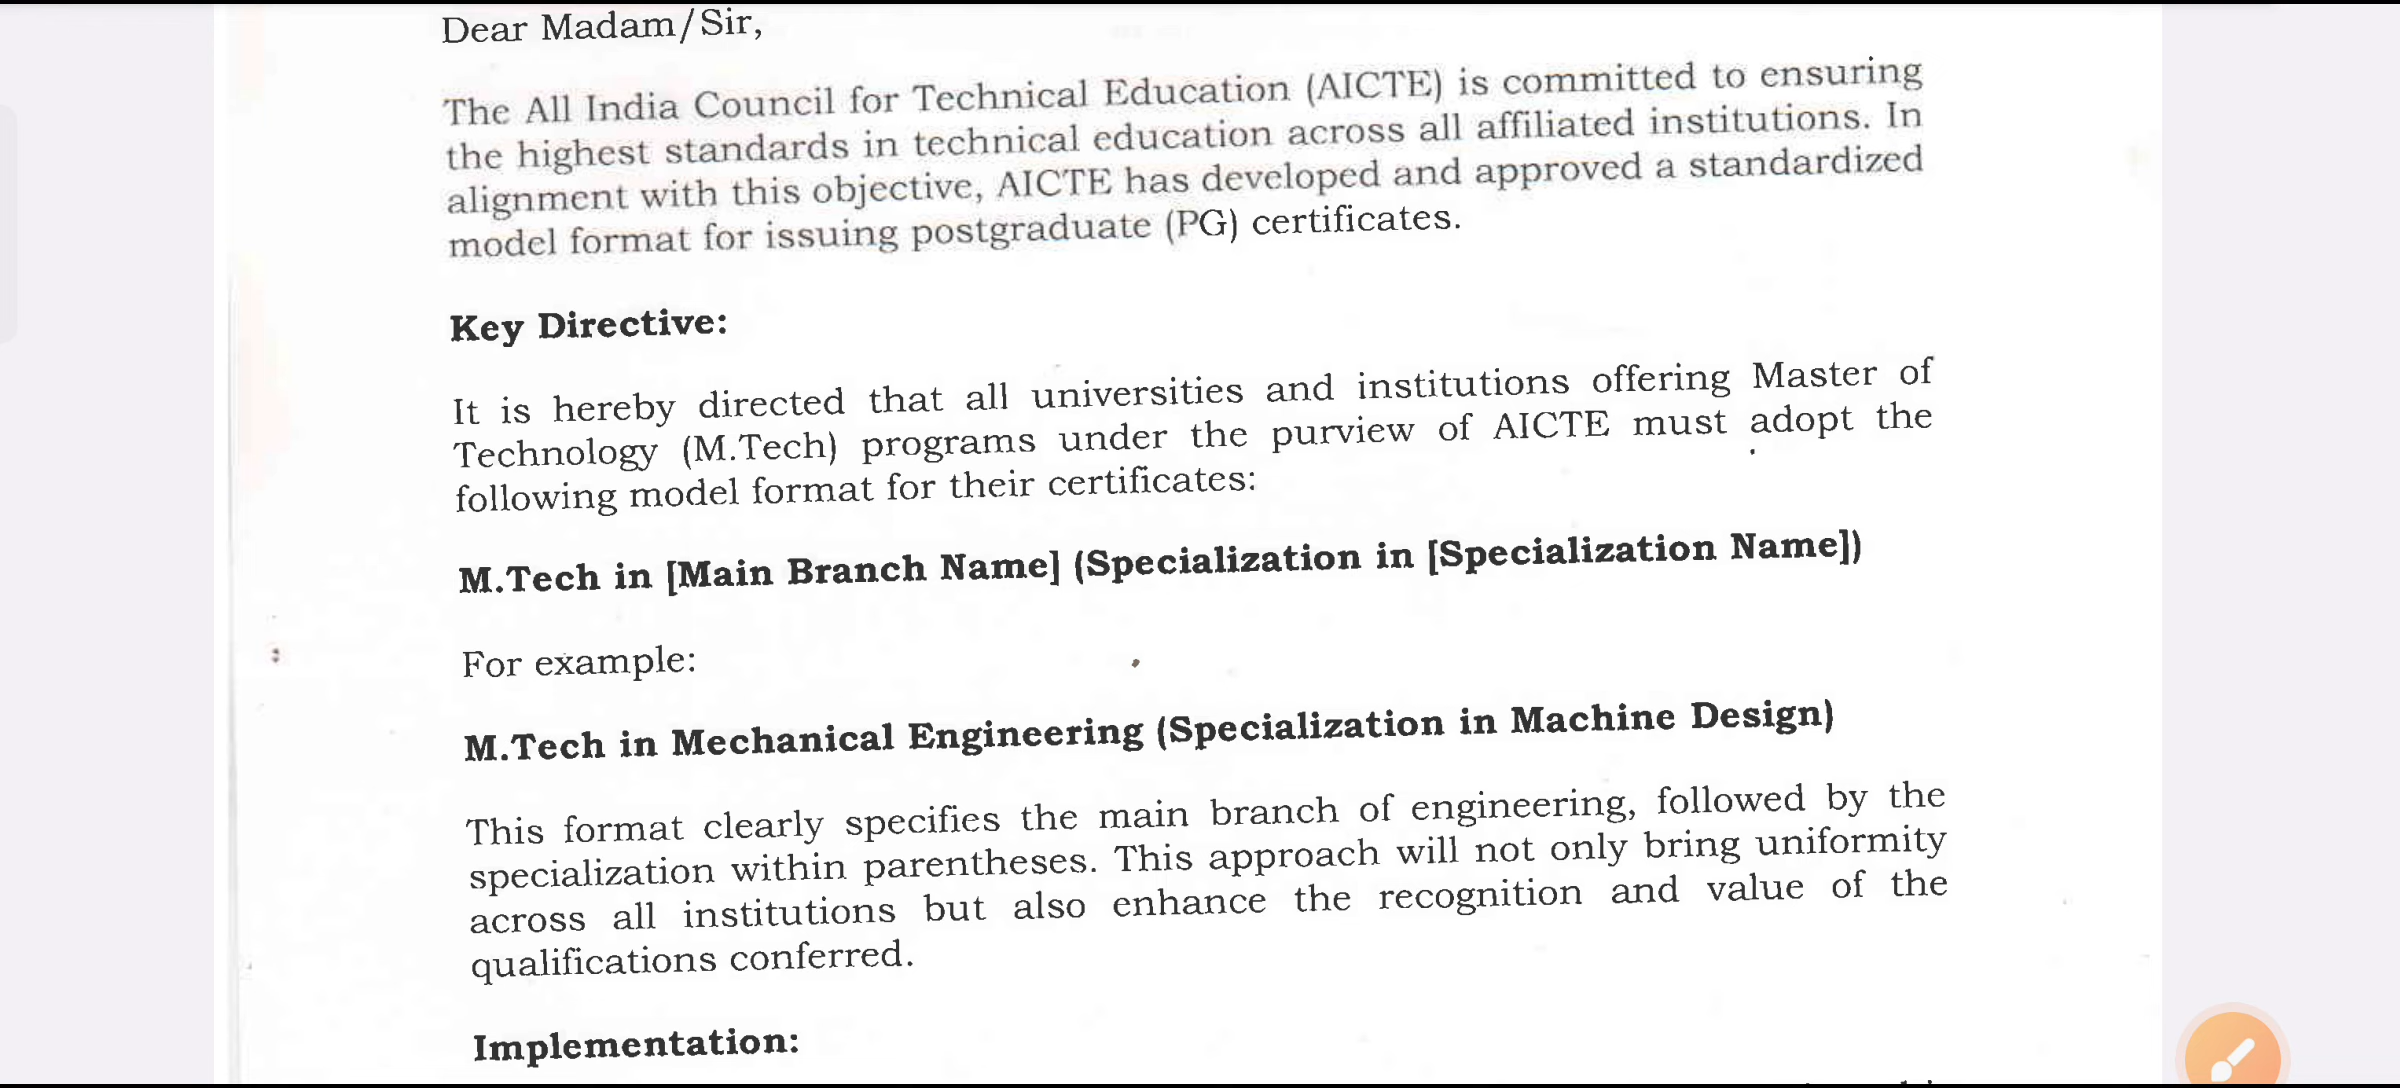 Dear Madam/Sir,
The All India Council for Technical Education (AICTE) is committed to ensuring
the highest standards in technical education across all affiliated institutions. In
alignment with this objective, AICTE has developed and approved a standardized
model format for issuing postgraduate (PG) certificates.
Key Directive:
It is hereby directed that all universities and institutions offering Master of
Technology (M.Tech) programs under the purview of AICTE must adopt the
following model format for their certificates:
M.Tech in [Main Branch Name] (Specialization in [Specialization Name])
For example:
M.Tech in Mechanical Engineering (Specialization in Machine Design)
This format clearly specifies the main branch of engineering, followed by the
specialization within parentheses. This approach will not only bring uniformity
across all institutions but also enhance the recognition and value of the
qualifications conferred.
Implementation: